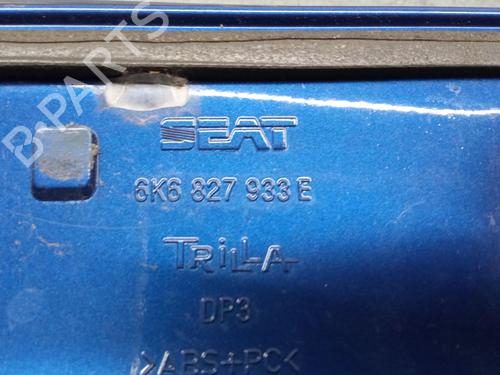 SEAT
6K6 827 933 E
TRiLLA
DP3
>ABS+PC<
B-PARTS